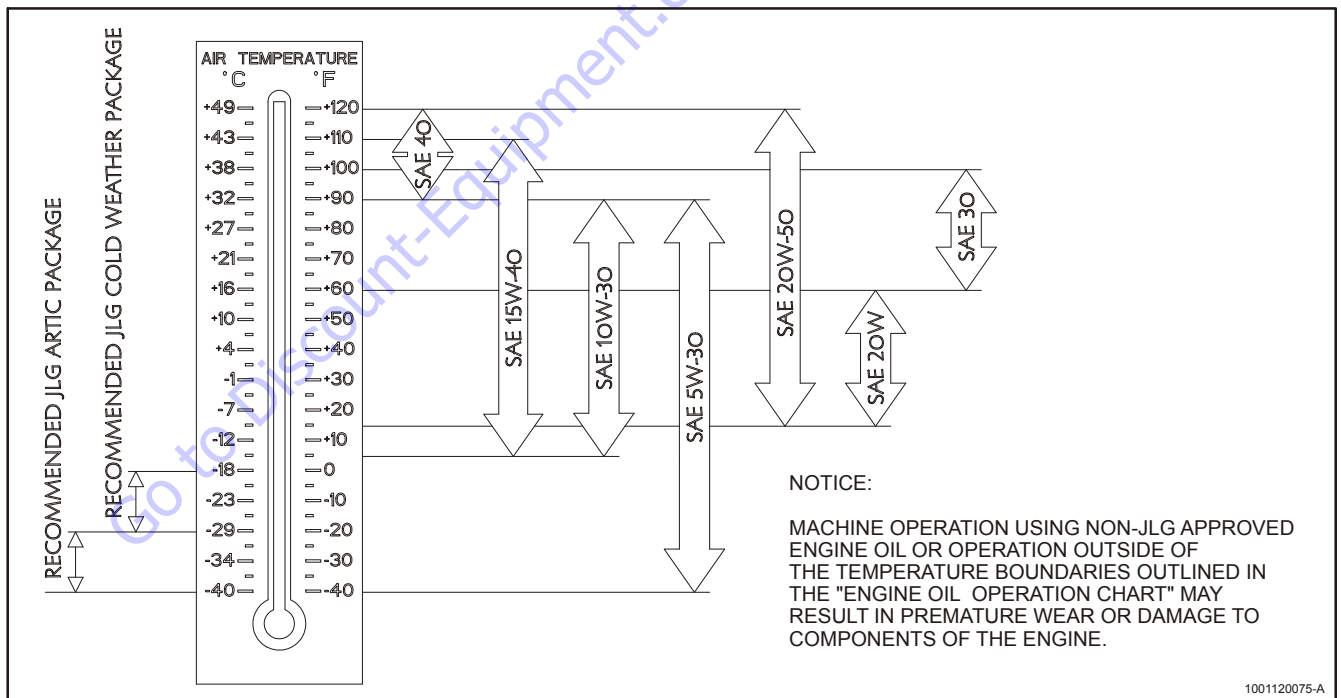 RECOMMENDED JLG ARTIC PACKAGE
RECOMMENDED JLG COLD WEATHER PACKAGE
AIR TEMPERATURE
°C °F
+49 +120
+43 +110
+38 +100
+32 +90
+27 +80
+21 +70
+16 +60
+10 +50
+4 +40
-1 +30
-7 +20
-12 +10
-18 0
-23 -10
-29 -20
-34 -30
-40 -40
SAE 40
SAE 15W-40
SAE 10W-30
SAE 5W-30
SAE 20W-50
SAE 20W
SAE 30
NOTICE:
MACHINE OPERATION USING NON-JLG APPROVED
ENGINE OIL OR OPERATION OUTSIDE OF
THE TEMPERATURE BOUNDARIES OUTLINED IN
THE "ENGINE OIL OPERATION CHART" MAY
RESULT IN PREMATURE WEAR OR DAMAGE TO
COMPONENTS OF THE ENGINE.
1001120075-A
Go to Discount-Equipment.c